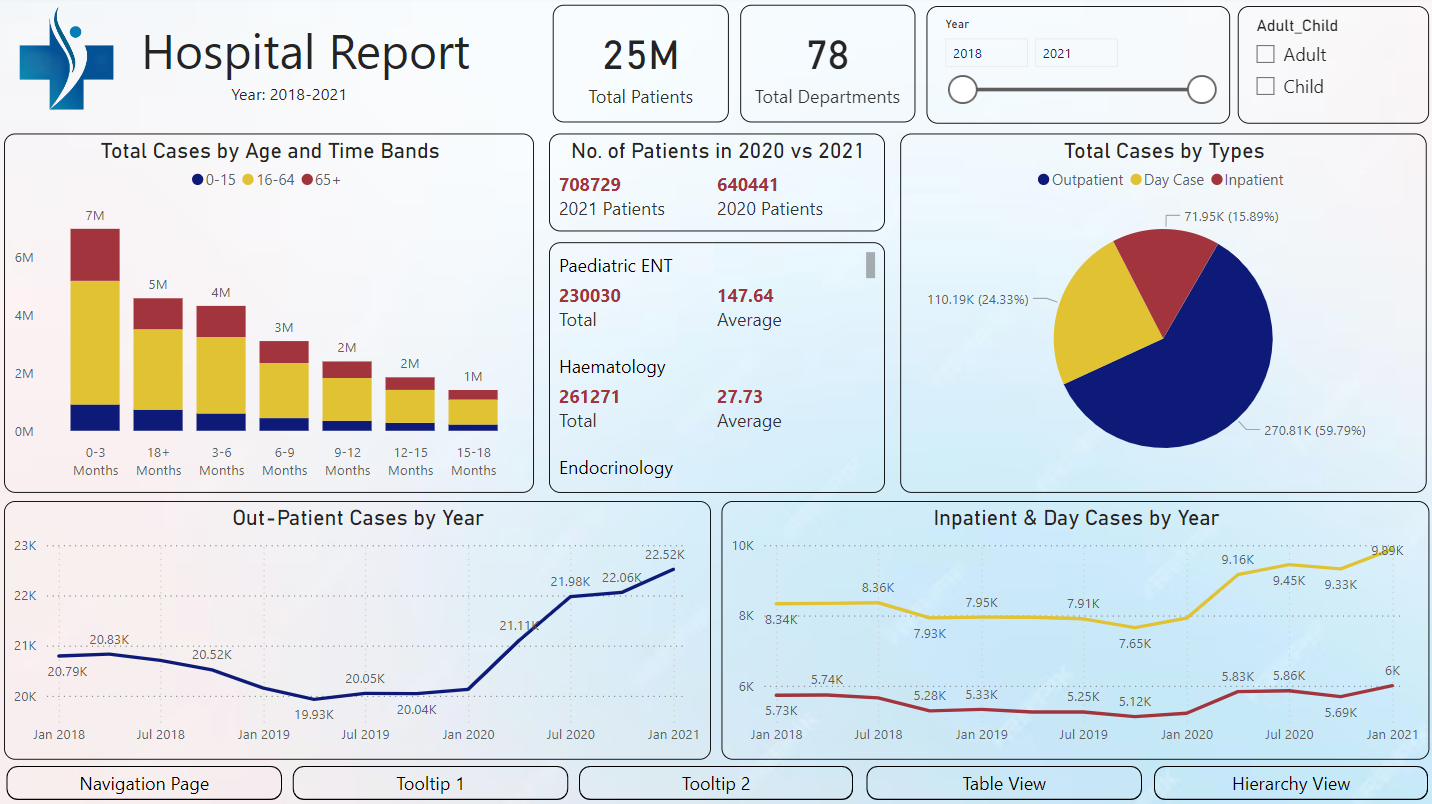 Hospital Report
Year: 2018-2021
25M
Total Patients
78
Total Departments
Year
2018 2021
Adult_Child
Adult
Child
Total Cases by Age and Time Bands
0-15 16-64 65+
7M
5M
4M
3M
2M
2M
1M
6M
4M
2M
0M
0-3 Months
18+ Months
3-6 Months
6-9 Months
9-12 Months
12-15 Months
15-18 Months
No. of Patients in 2020 vs 2021
708729 640441
2021 Patients 2020 Patients
Paediatric ENT
230030 147.64
Total Average
Haematology
261271 27.73
Total Average
Endocrinology
Total Cases by Types
Outpatient Day Case Inpatient
71.95K (15.89%)
110.19K (24.33%)
270.81K (59.79%)
Out-Patient Cases by Year
23K
22K
21K
20K
20.79K
20.83K
20.52K
19.93K
20.05K
20.04K
21.11K
21.98K
22.06K
22.52K
Jan 2018 Jul 2018 Jan 2019 Jul 2019 Jan 2020 Jul 2020 Jan 2021
Inpatient & Day Cases by Year
10K
8K
6K
8.34K
8.36K
7.93K
7.95K
7.91K
7.65K
9.16K
9.45K
9.33K
9.89K
5.73K
5.74K
5.28K
5.33K
5.25K
5.12K
5.83K
5.86K
5.69K
6K
Jan 2018 Jul 2018 Jan 2019 Jul 2019 Jan 2020 Jul 2020 Jan 2021
Navigation Page Tooltip 1 Tooltip 2 Table View Hierarchy View